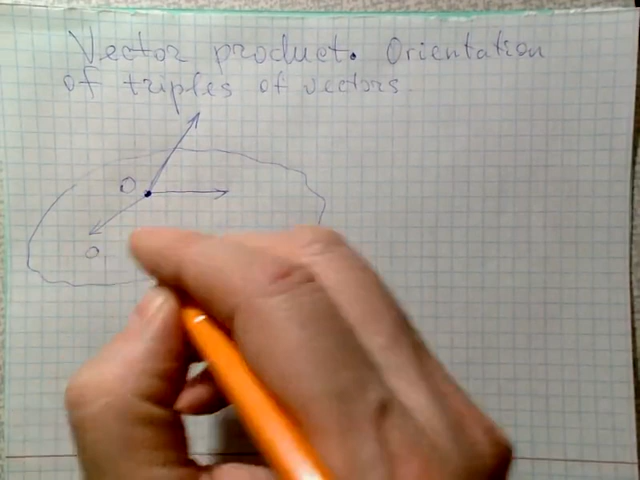 Vector product. Orientation
of triples of vectors.
O